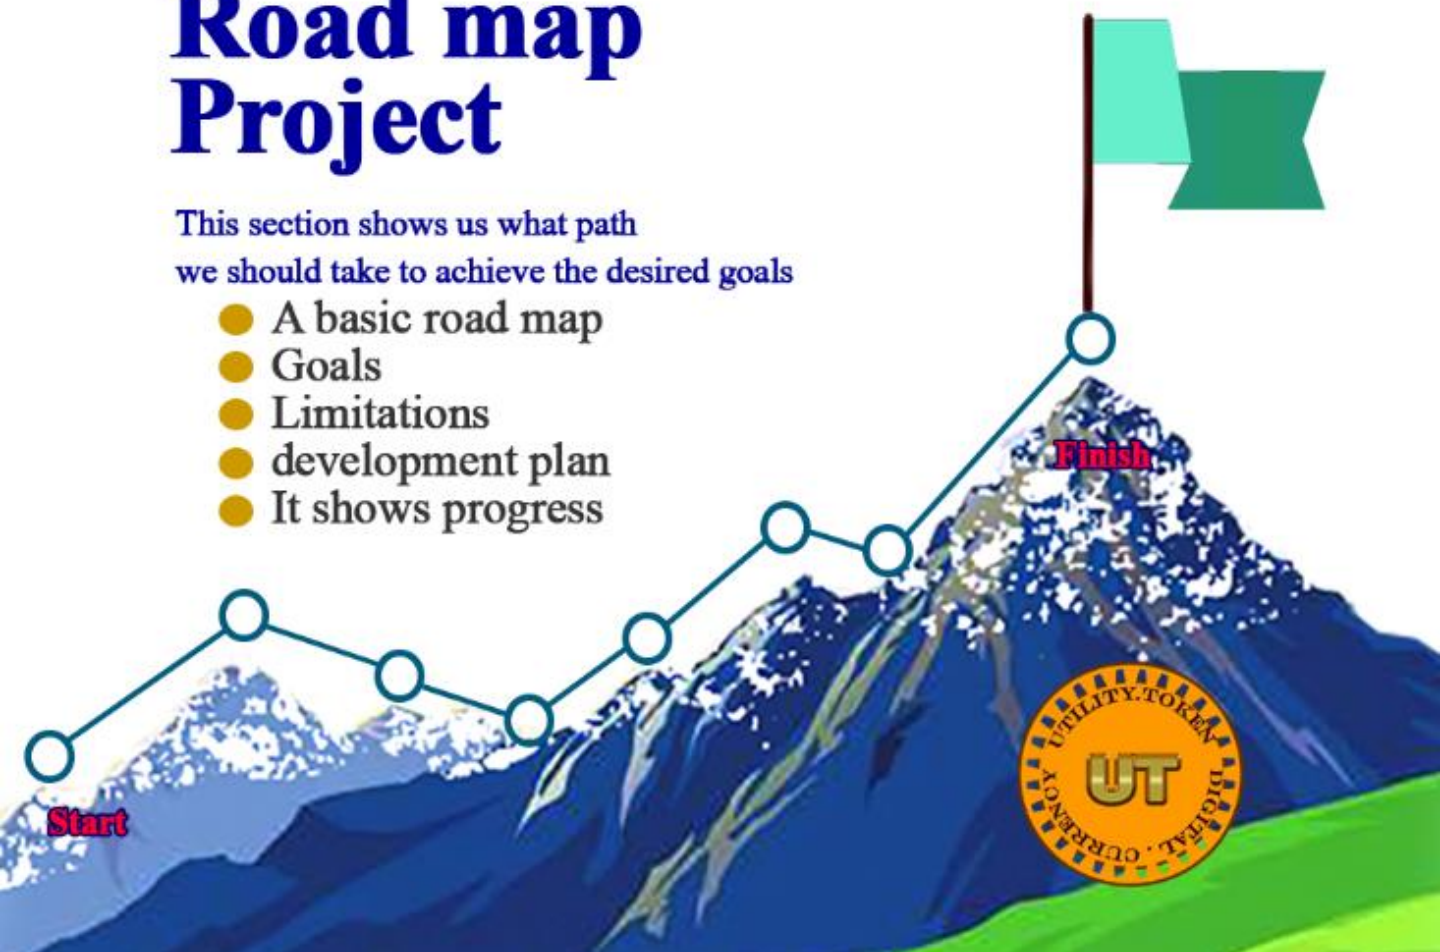 Road map
Project
This section shows us what path
we should take to achieve the desired goals
A basic road map
Goals
Limitations
development plan
It shows progress
Finish
Start
UTILITY.TOKEN
UT
DIGITAL . CURRENCY